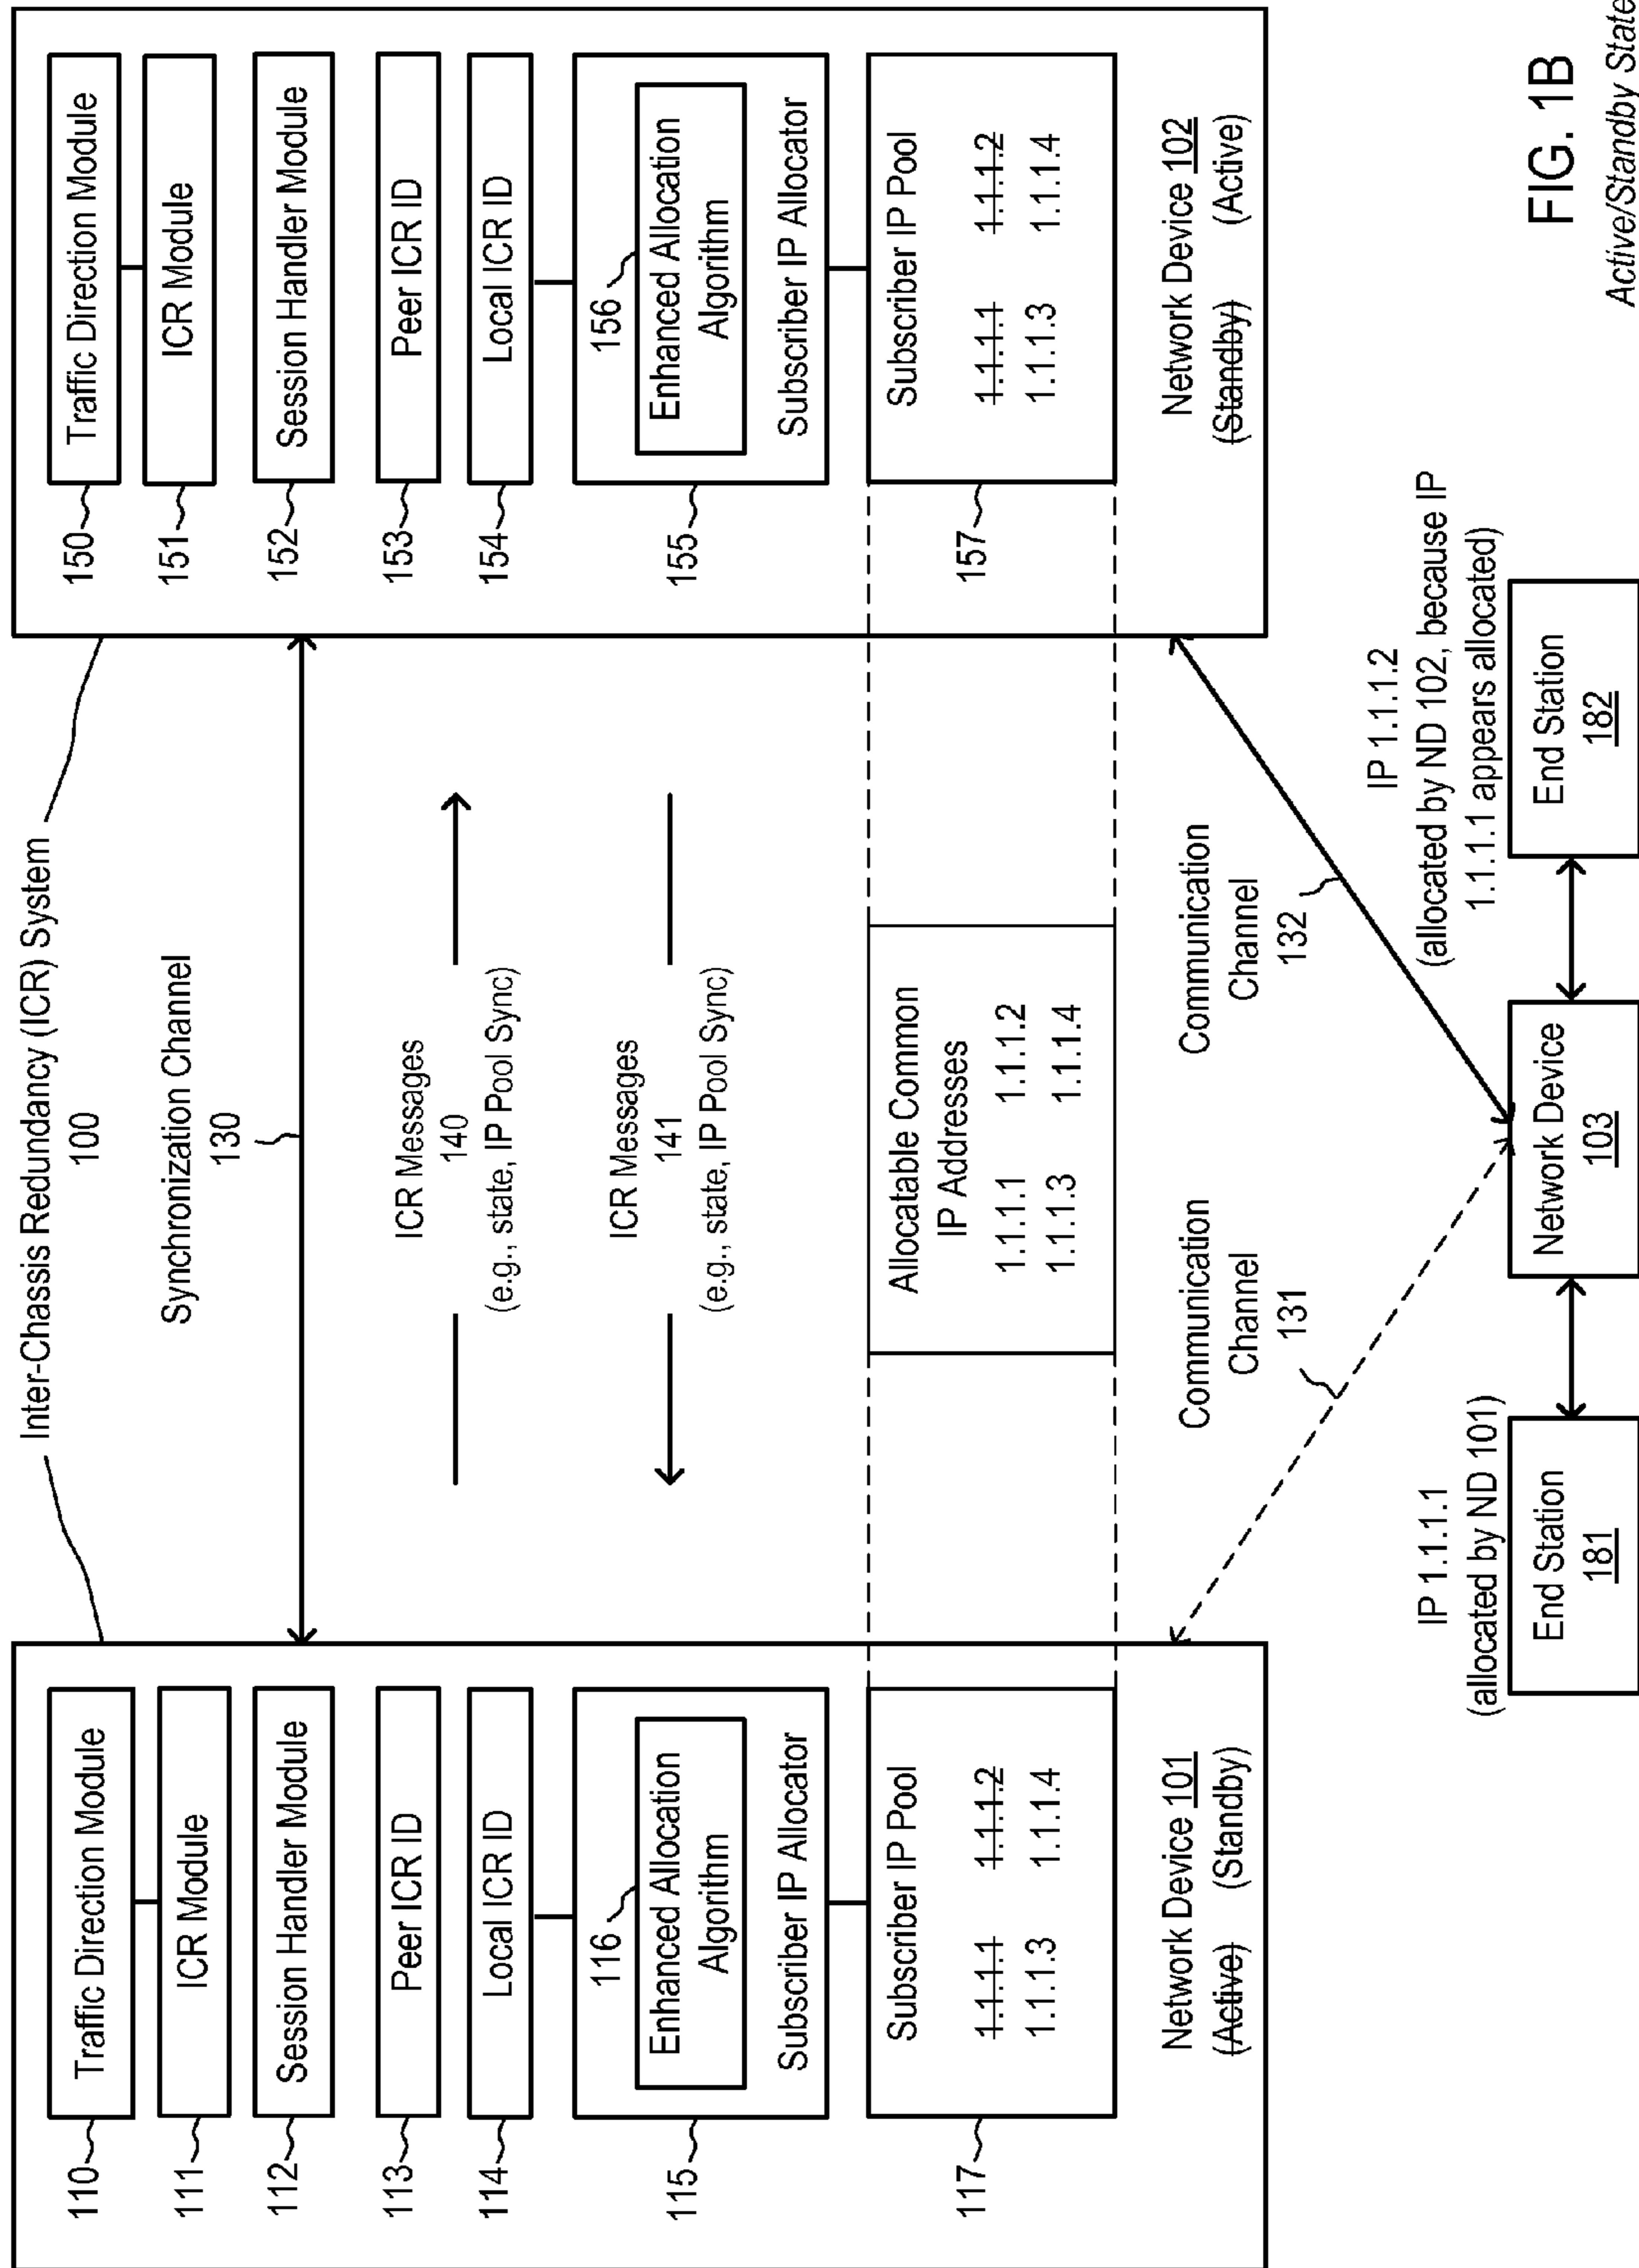 Inter-Chassis Redundancy (ICR) System
100
110
Traffic Direction Module
111
ICR Module
112
Session Handler Module
113
Peer ICR ID
114
Local ICR ID
115
116
Enhanced Allocation
Algorithm
Subscriber IP Allocator
117
Subscriber IP Pool
1.1.1.1 1.1.1.2
1.1.1.3 1.1.1.4
Network Device 101
(Active) (Standby)
Synchronization Channel
130
ICR Messages
140
(e.g., state, IP Pool Sync)
ICR Messages
141
(e.g., state, IP Pool Sync)
Allocatable Common
IP Addresses
1.1.1.1 1.1.1.2
1.1.1.3 1.1.1.4
Communication
Channel
131
Communication
Channel
132
150
Traffic Direction Module
151
ICR Module
152
Session Handler Module
153
Peer ICR ID
154
Local ICR ID
155
156
Enhanced Allocation
Algorithm
Subscriber IP Allocator
157
Subscriber IP Pool
1.1.1.1 1.1.1.2
1.1.1.3 1.1.1.4
Network Device 102
(Standby) (Active)
IP 1.1.1.1
(allocated by ND 101)
End Station
181
Network Device
103
IP 1.1.1.2
(allocated by ND 102, because IP
1.1.1.1 appears allocated)
End Station
182
FIG. 1B
Active/Standby State